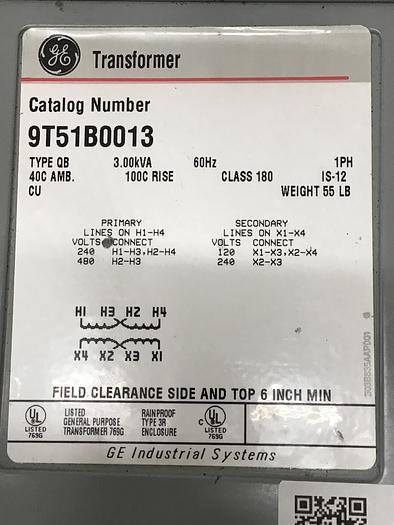 GE Transformer
Catalog Number
9T51B0013
TYPE QB 3.00kVA 60Hz 1PH
40C AMB. 100C RISE CLASS 180 IS-12
CU WEIGHT 55 LB
PRIMARY SECONDARY
LINES ON H1-H4 LINES ON X1-X4
VOLTS CONNECT VOLTS CONNECT
240 H1-H3,H2-H4 120 X1-X3,X2-X4
480 H2-H3 240 X2-X3
H1 H3 H2 H4
X4 X2 X3 X1
FIELD CLEARANCE SIDE AND TOP 6 INCH MIN
UL LISTED 769G LISTED GENERAL PURPOSE TRANSFORMER 769G RAINPROOF TYPE 3R ENCLOSURE C UL LISTED 769G
GE Industrial Systems